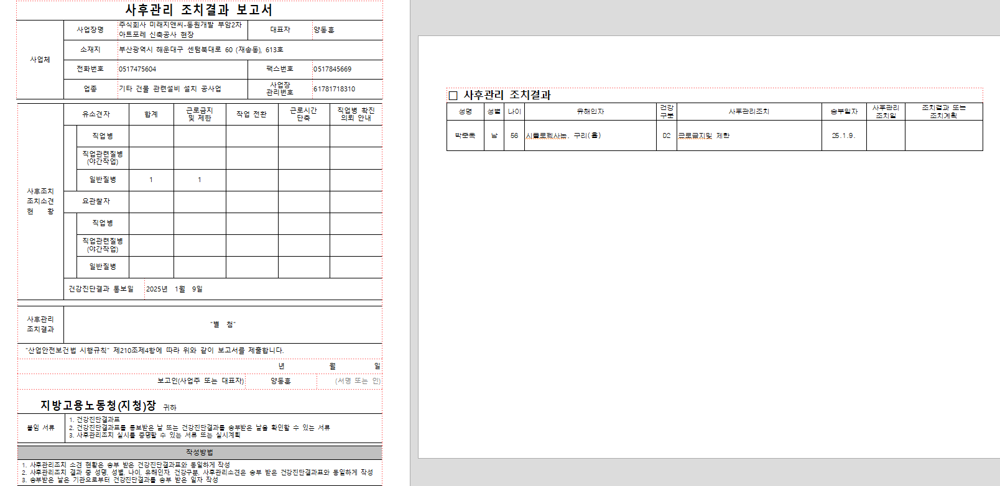 사후관리 조치결과 보고서
사업체
사업장명
주식회사 미래지앤씨-동원개발 부암2차
아트포레 신축공사 현장
대표자
양동훈
소재지
부산광역시 해운대구 센텀북대로 60 (재송동), 613호
전화번호
0517475604
팩스번호
0517845669
업종
기타 건물 관련설비 설치 공사업
사업장
관리번호
61781718310
사후조치
조치소견
현 황
유소견자
합계
근로금지
및 제한
작업 전환
근로시간
단축
직업병 확진
의뢰 안내
직업병
직업관련질병
(야간작업)
일반질병
1
1
요관찰자
직업병
직업관련질병
(야간작업)
일반질병
건강진단결과 통보일
2025년 1월 9일
사후관리
조치결과
"별 첨"
"산업안전보건법 시행규칙" 제210조제4항에 따라 위와 같이 보고서를 제출합니다.
년 월 일
보고인(사업주 또는 대표자)
양동훈
(서명 또는 인)
지방고용노동청(지청)장 귀하
붙임 서류
1. 건강진단결과표
2. 건강진단결과표를 통보받은 날 또는 건강진단결과를 송부받은 날을 확인할 수 있는 서류
3. 사후관리조치 실시를 증명할 수 있는 서류 또는 실시계획
작성방법
1. 사후관리조치 소견 현황은 송부 받은 건강진단결과표와 동일하게 작성
2. 사후관리조치 결과 중 성명, 성별, 나이, 유해인자, 건강구분, 사후관리소견은 송부 받은 건강진단결과표와 동일하게 작성
3. 송부받은 날은 기관으로부터 건강진단결과를 송부 받은 일자 작성
□ 사후관리 조치결과
성명
성별
나이
유해인자
건강
구분
사후관리조치
송부일자
사후관리
조치일
조치결과 또는
조치계획
박준욱
남
56
시클로헥사논, 구리(흄)
D2
근로금지및 제한
25.1.9.